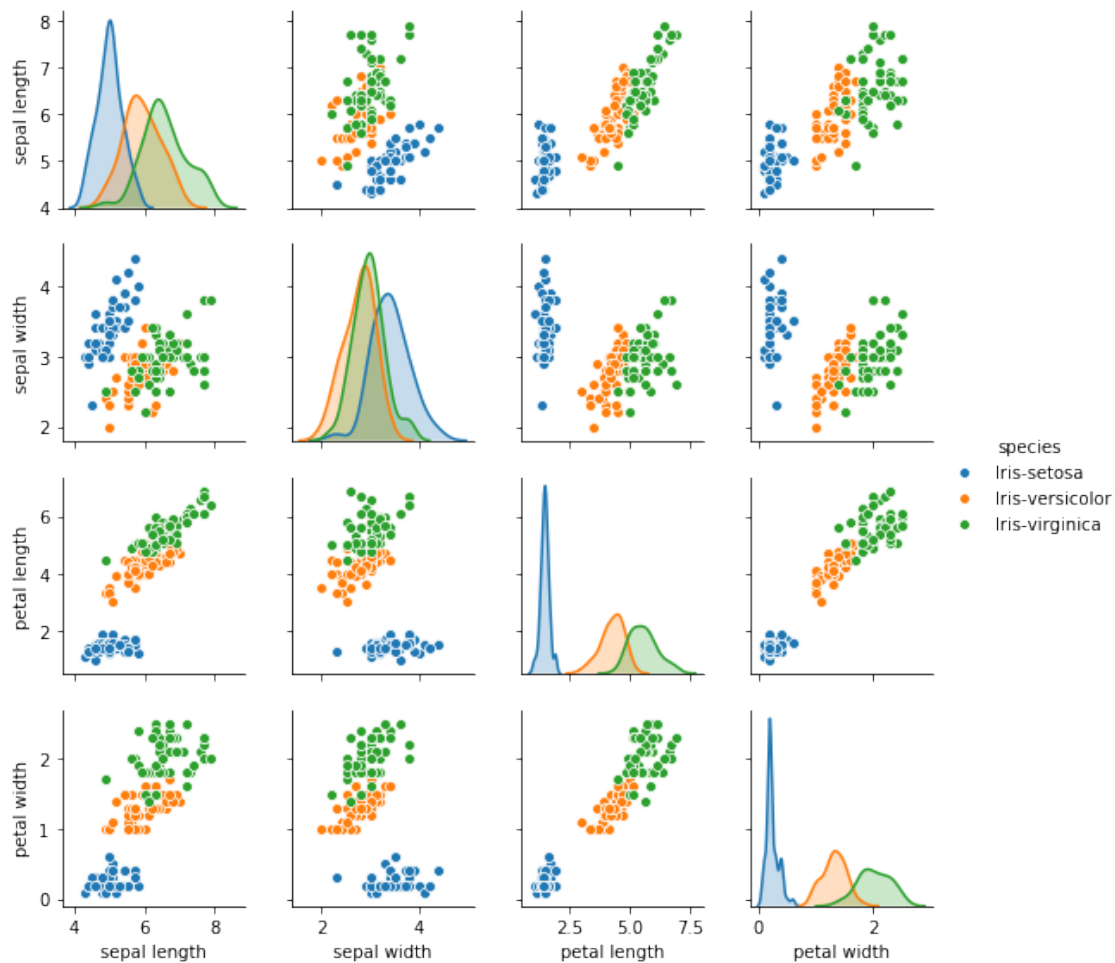 sepal length
8
7
6
5
4
sepal width
4
3
2
petal length
6
4
2
petal width
2
1
0
4 6 8
2 4
2.5 5.0 7.5
0 2
sepal length
sepal width
petal length
petal width
species
Iris-setosa
Iris-versicolor
Iris-virginica